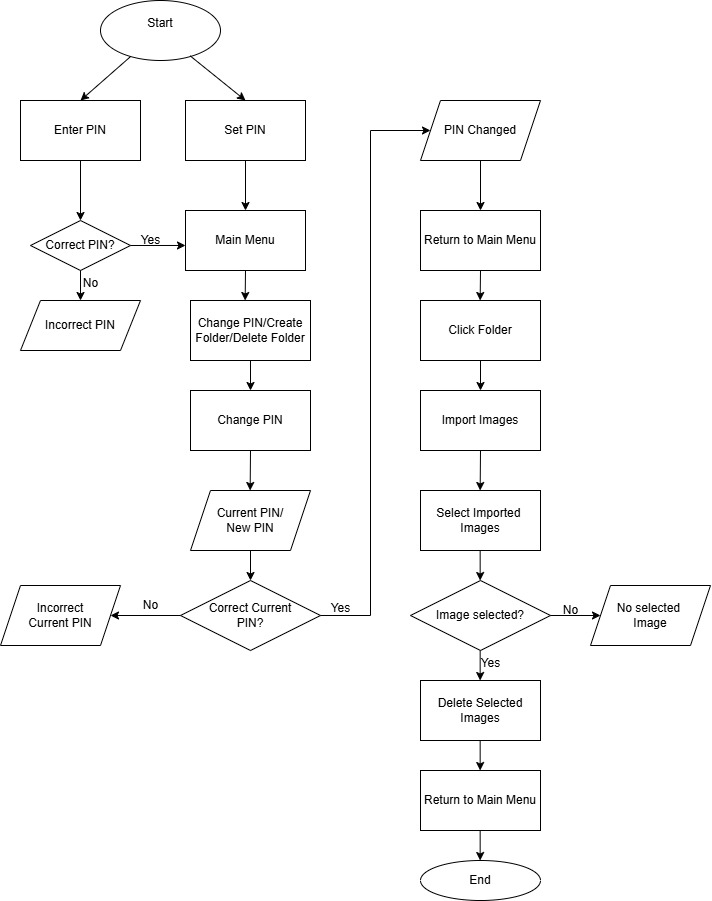 Start
Enter PIN
Set PIN
PIN Changed
Correct PIN?
Yes
Main Menu
Return to Main Menu
No
Incorrect PIN
Change PIN/Create
Folder/Delete Folder
Click Folder
Change PIN
Import Images
Current PIN/
New PIN
Select Imported
Images
Incorrect
Current PIN
No
Correct Current
PIN?
Yes
Image selected?
No
No selected
Image
Yes
Delete Selected
Images
Return to Main Menu
End